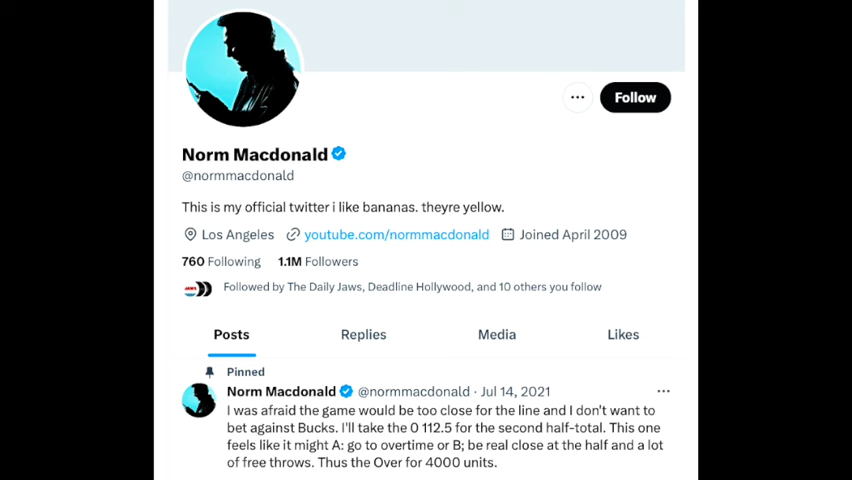 Follow
Norm Macdonald
@normmacdonald
This is my official twitter i like bananas. theyre yellow.
Los Angeles youtube.com/normmacdonald Joined April 2009
760 Following 1.1M Followers
JAWS
Followed by The Daily Jaws, Deadline Hollywood, and 10 others you follow
Posts Replies Media Likes
Pinned
Norm Macdonald @normmacdonald · Jul 14, 2021
I was afraid the game would be too close for the line and I don't want to
bet against Bucks. I'll take the 0 112.5 for the second half-total. This one
feels like it might A: go to overtime or B; be real close at the half and a lot
of free throws. Thus the Over for 4000 units.